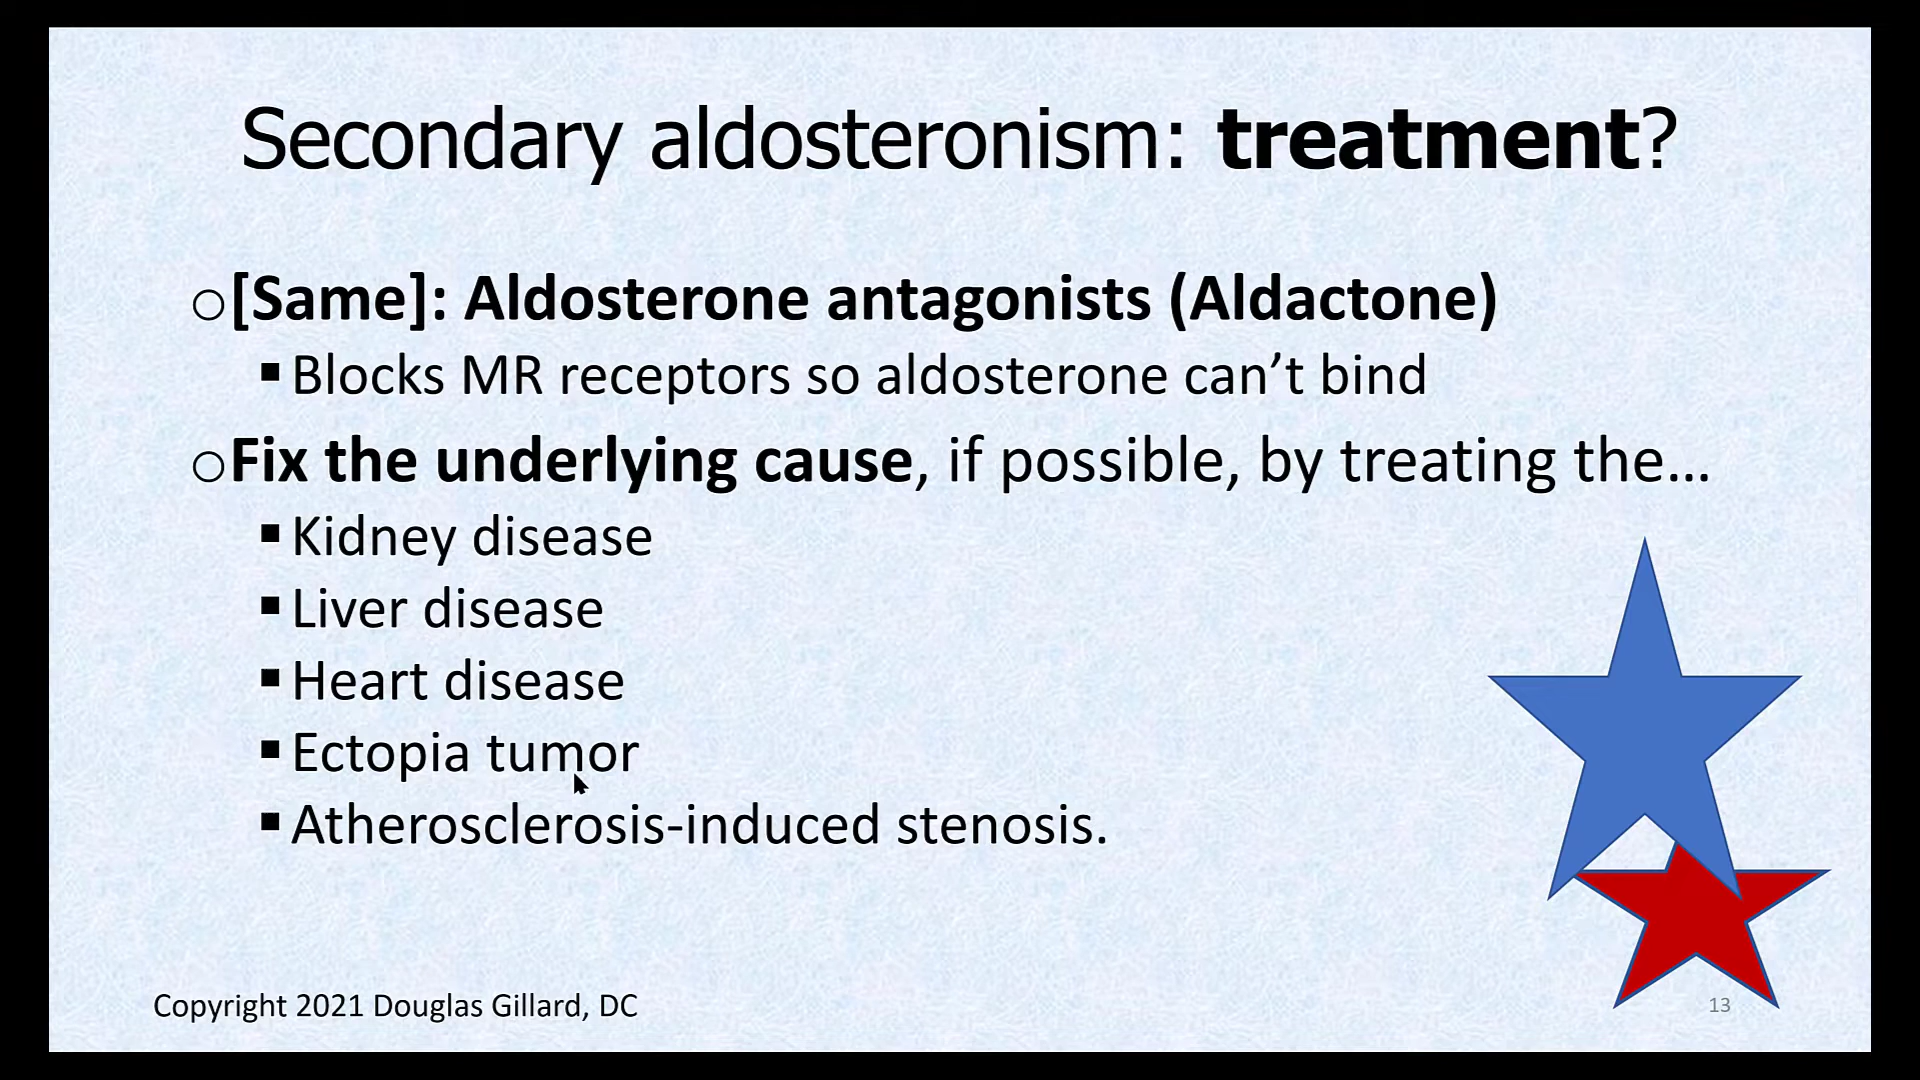 Secondary aldosteronism: treatment?
[Same]: Aldosterone antagonists (Aldactone)
Blocks MR receptors so aldosterone can’t bind
Fix the underlying cause, if possible, by treating the…
Kidney disease
Liver disease
Heart disease
Ectopia tumor
Atherosclerosis-induced stenosis.
Copyright 2021 Douglas Gillard, DC
13